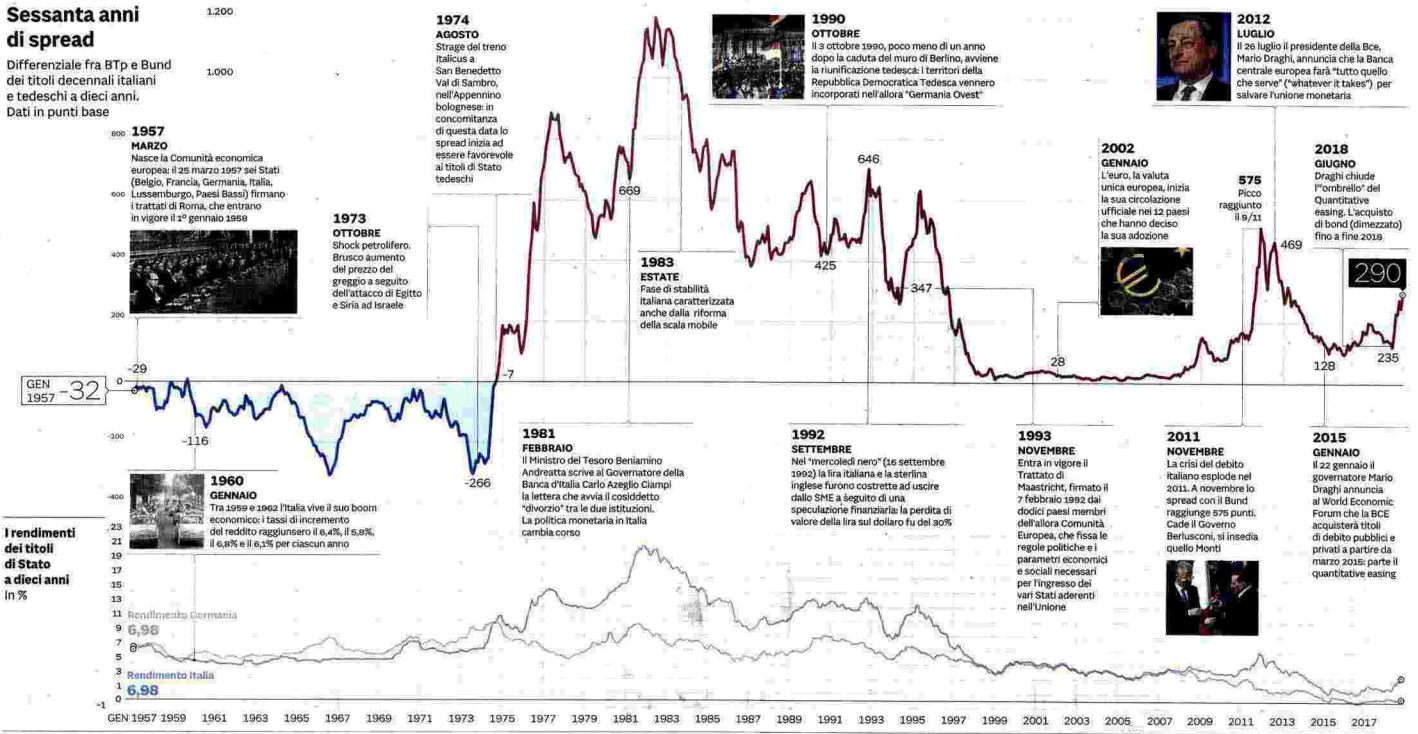 Sessanta anni
di spread
Differenziale fra BTp e Bund
dei titoli decennali italiani
e tedeschi a dieci anni.
Dati in punti base
1.200
1.000
800
600
400
200
0
-200
-400
1957
MARZO
Nasce la Comunità economica
europea: il 25 marzo 1957 sei Stati
(Belgio, Francia, Germania, Italia,
Lussemburgo, Paesi Bassi) firmano
i trattati di Roma, che entrano
in vigore il 1° gennaio 1958
1973
OTTOBRE
Shock petrolifero.
Brusco aumento
del prezzo del
greggio a seguito
dell'attacco di Egitto
e Siria ad Israele
1974
AGOSTO
Strage del treno
Italicus a
San Benedetto
Val di Sambro,
nell'Appennino
bolognese: in
concomitanza
di questa data lo
spread inizia ad
essere favorevole
ai titoli di Stato
tedeschi
1983
ESTATE
Fase di stabilità
italiana caratterizzata
anche dalla riforma
della scala mobile
1990
OTTOBRE
Il 3 ottobre 1990, poco meno di un anno
dopo la caduta del muro di Berlino, avviene
la riunificazione tedesca: i territori della
Repubblica Democratica Tedesca vennero
incorporati nell'allora "Germania Ovest"
2002
GENNAIO
L'euro, la valuta
unica europea, inizia
la sua circolazione
ufficiale nei 12 paesi
che hanno deciso
la sua adozione
2012
LUGLIO
Il 26 luglio il presidente della Bce,
Mario Draghi, annuncia che la Banca
centrale europea farà "tutto quello
che serve" ("whatever it takes") per
salvare l'unione monetaria
575
Picco
raggiunto
il 9/11
2018
GIUGNO
Draghi chiude
l'"ombrello" del
Quantitative
easing. L'acquisto
di bond (dimezzato)
fino a fine 2018
290
GEN
1957
-32
-29
-116
-266
-7
669
425
646
347
28
469
128
235
1960
GENNAIO
Tra 1959 e 1962 l'Italia vive il suo boom
economico: i tassi di incremento
del reddito raggiunsero il 6,4%, il 5,8%,
il 6,8% e il 6,1% per ciascun anno
1981
FEBBRAIO
Il Ministro del Tesoro Beniamino
Andreatta scrive al Governatore della
Banca d'Italia Carlo Azeglio Ciampi
la lettera che avvia il cosiddetto
"divorzio" tra le due istituzioni.
La politica monetaria in Italia
cambia corso
1992
SETTEMBRE
Nel "mercoledì nero" (16 settembre
1992) la lira italiana e la sterlina
inglese furono costrette ad uscire
dallo SME a seguito di una
speculazione finanziaria: la perdita di
valore della lira sul dollaro fu del 30%
1993
NOVEMBRE
Entra in vigore il
Trattato di
Maastricht, firmato il
7 febbraio 1992 dai
dodici paesi membri
dell'allora Comunità
Europea, che fissa le
regole politiche e i
parametri economici
e sociali necessari
per l'ingresso dei
vari Stati aderenti
nell'Unione
2011
NOVEMBRE
La crisi del debito
italiano esplode nel
2011. A novembre lo
spread con il Bund
raggiunge 575 punti.
Cade il Governo
Berlusconi, si insedia
quello Monti
2015
GENNAIO
Il 22 gennaio il
governatore Mario
Draghi annuncia
al World Economic
Forum che la BCE
acquisterà titoli
di debito pubblici e
privati a partire da
marzo 2015: parte il
quantitative easing
I rendimenti
dei titoli
di Stato
a dieci anni
In %
23
21
19
17
15
13
11
9
7
5
3
1
0
-1
Rendimento Germania
6,98
Rendimento Italia
6,98
GEN 1957 1959 1961 1963 1965 1967 1969 1971 1973 1975 1977 1979 1981 1983 1985 1987 1989 1991 1993 1995 1997 1999 2001 2003 2005 2007 2009 2011 2013 2015 2017